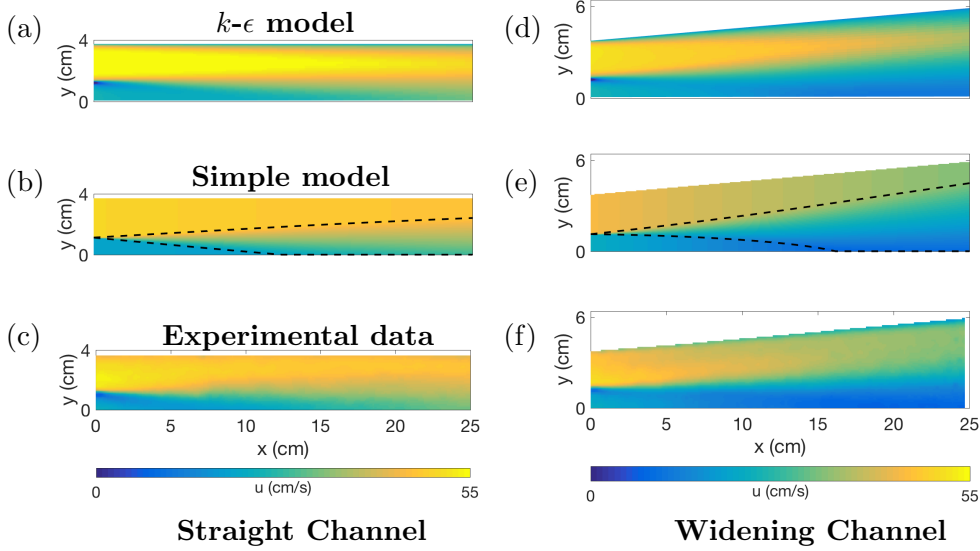 (a)
k-ϵ model
4
y (cm)
0
(d)
6
y (cm)
0
(b)
Simple model
4
y (cm)
0
(e)
6
y (cm)
0
(c)
Experimental data
4
y (cm)
0
0 5 10 15 20 25
x (cm)
(f)
6
y (cm)
0
0 5 10 15 20 25
x (cm)
0 u (cm/s) 55
0 u (cm/s) 55
Straight Channel
Widening Channel